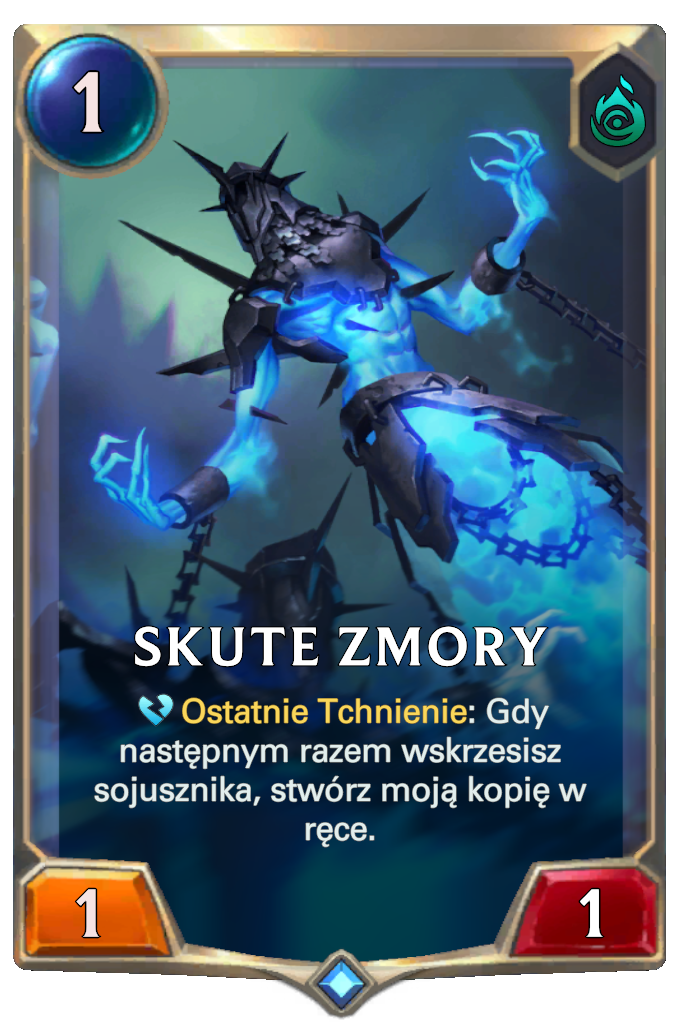 1
SKUTE ZMORY
Ostatnie Tchnienie: Gdy
następnym razem wskrzesisz
sojusznika, stwórz moją kopię w
ręce.
1
1